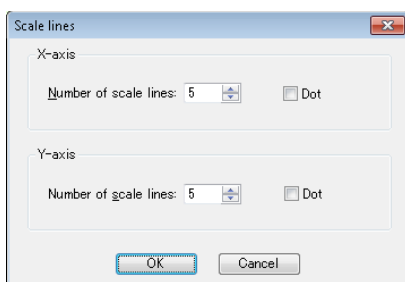 Scale lines
X-axis
Number of scale lines: 5 Dot
Y-axis
Number of scale lines: 5 Dot
OK Cancel